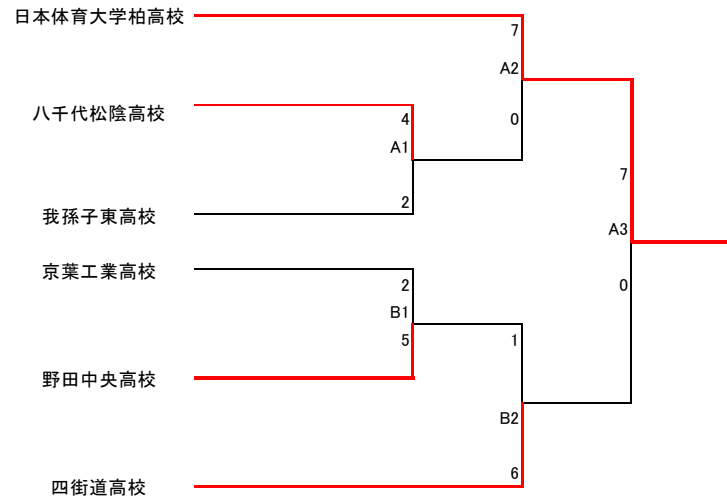 日本体育大学柏高校
7
A2
八千代松陰高校
4
0
A1
7
2
我孫子東高校
A3
京葉工業高校
2
0
B1
5
1
野田中央高校
B2
6
四街道高校